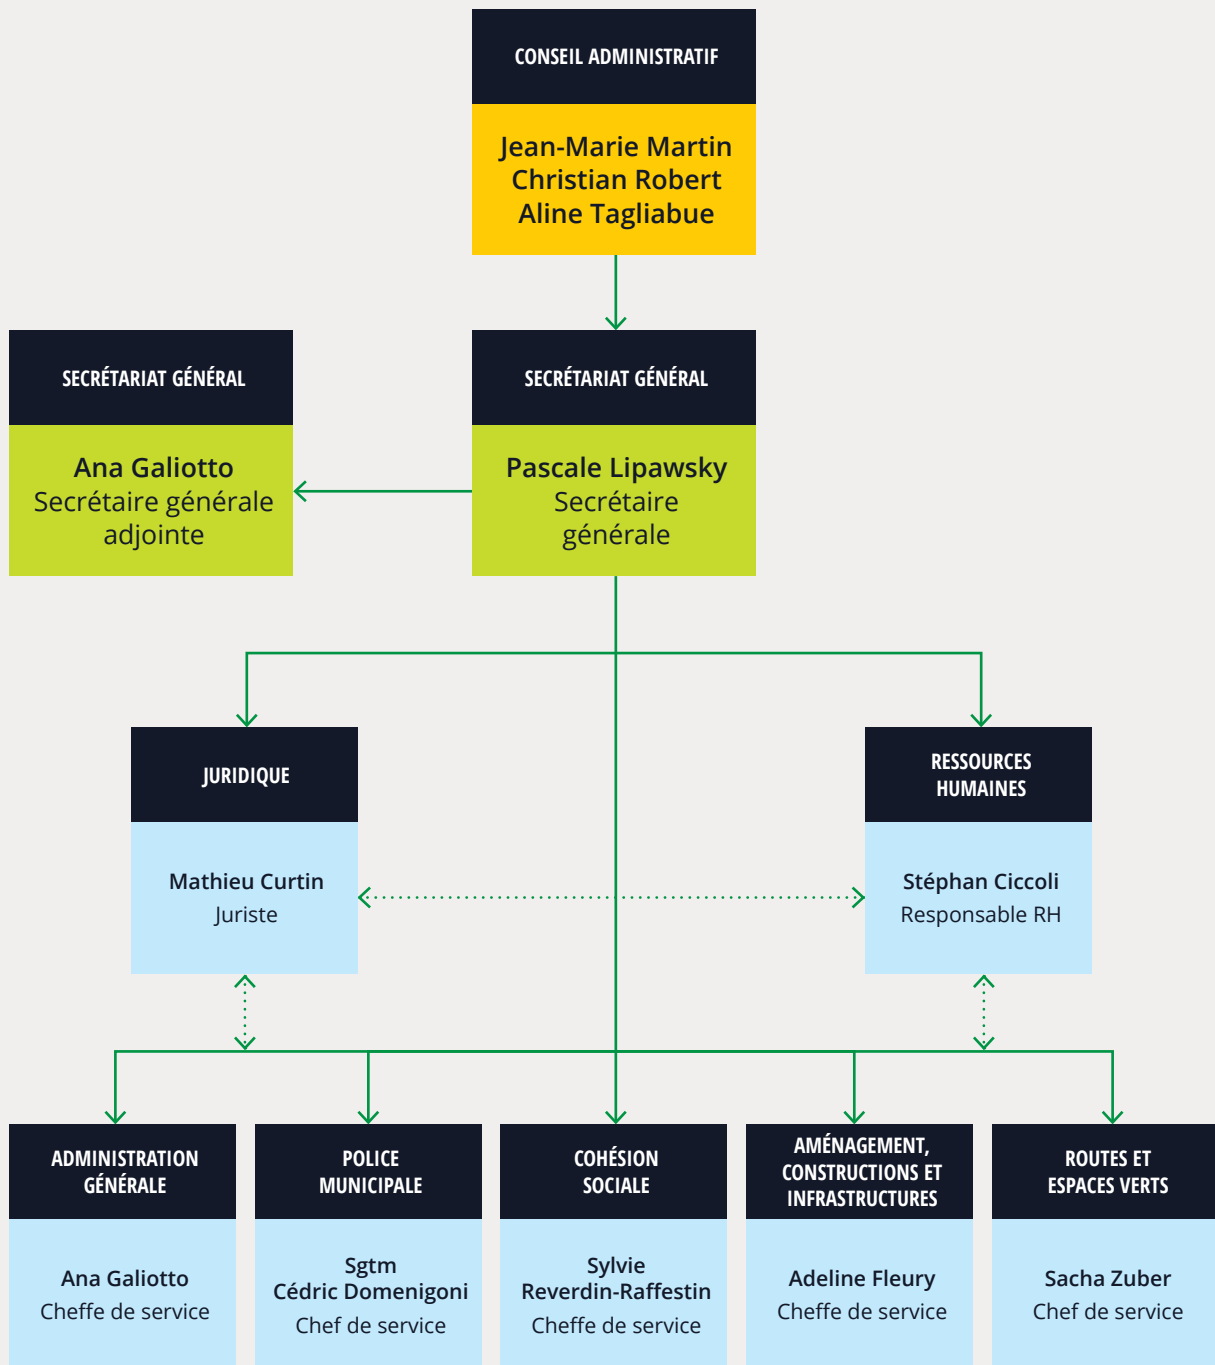 CONSEIL ADMINISTRATIF
Jean-Marie Martin
Christian Robert
Aline Tagliabue
SECRÉTARIAT GÉNÉRAL
Ana Galiotto
Secrétaire générale
adjointe
SECRÉTARIAT GÉNÉRAL
Pascale Lipawsky
Secrétaire
générale
JURIDIQUE
Mathieu Curtin
Juriste
RESSOURCES
HUMAINES
Stéphan Ciccoli
Responsable RH
ADMINISTRATION
GÉNÉRALE
Ana Galiotto
Cheffe de service
POLICE
MUNICIPALE
Sgtm
Cédric Domenigoni
Chef de service
COHÉSION
SOCIALE
Sylvie
Reverdin-Raffestin
Cheffe de service
AMÉNAGEMENT,
CONSTRUCTIONS ET
INFRASTRUCTURES
Adeline Fleury
Cheffe de service
ROUTES ET
ESPACES VERTS
Sacha Zuber
Chef de service